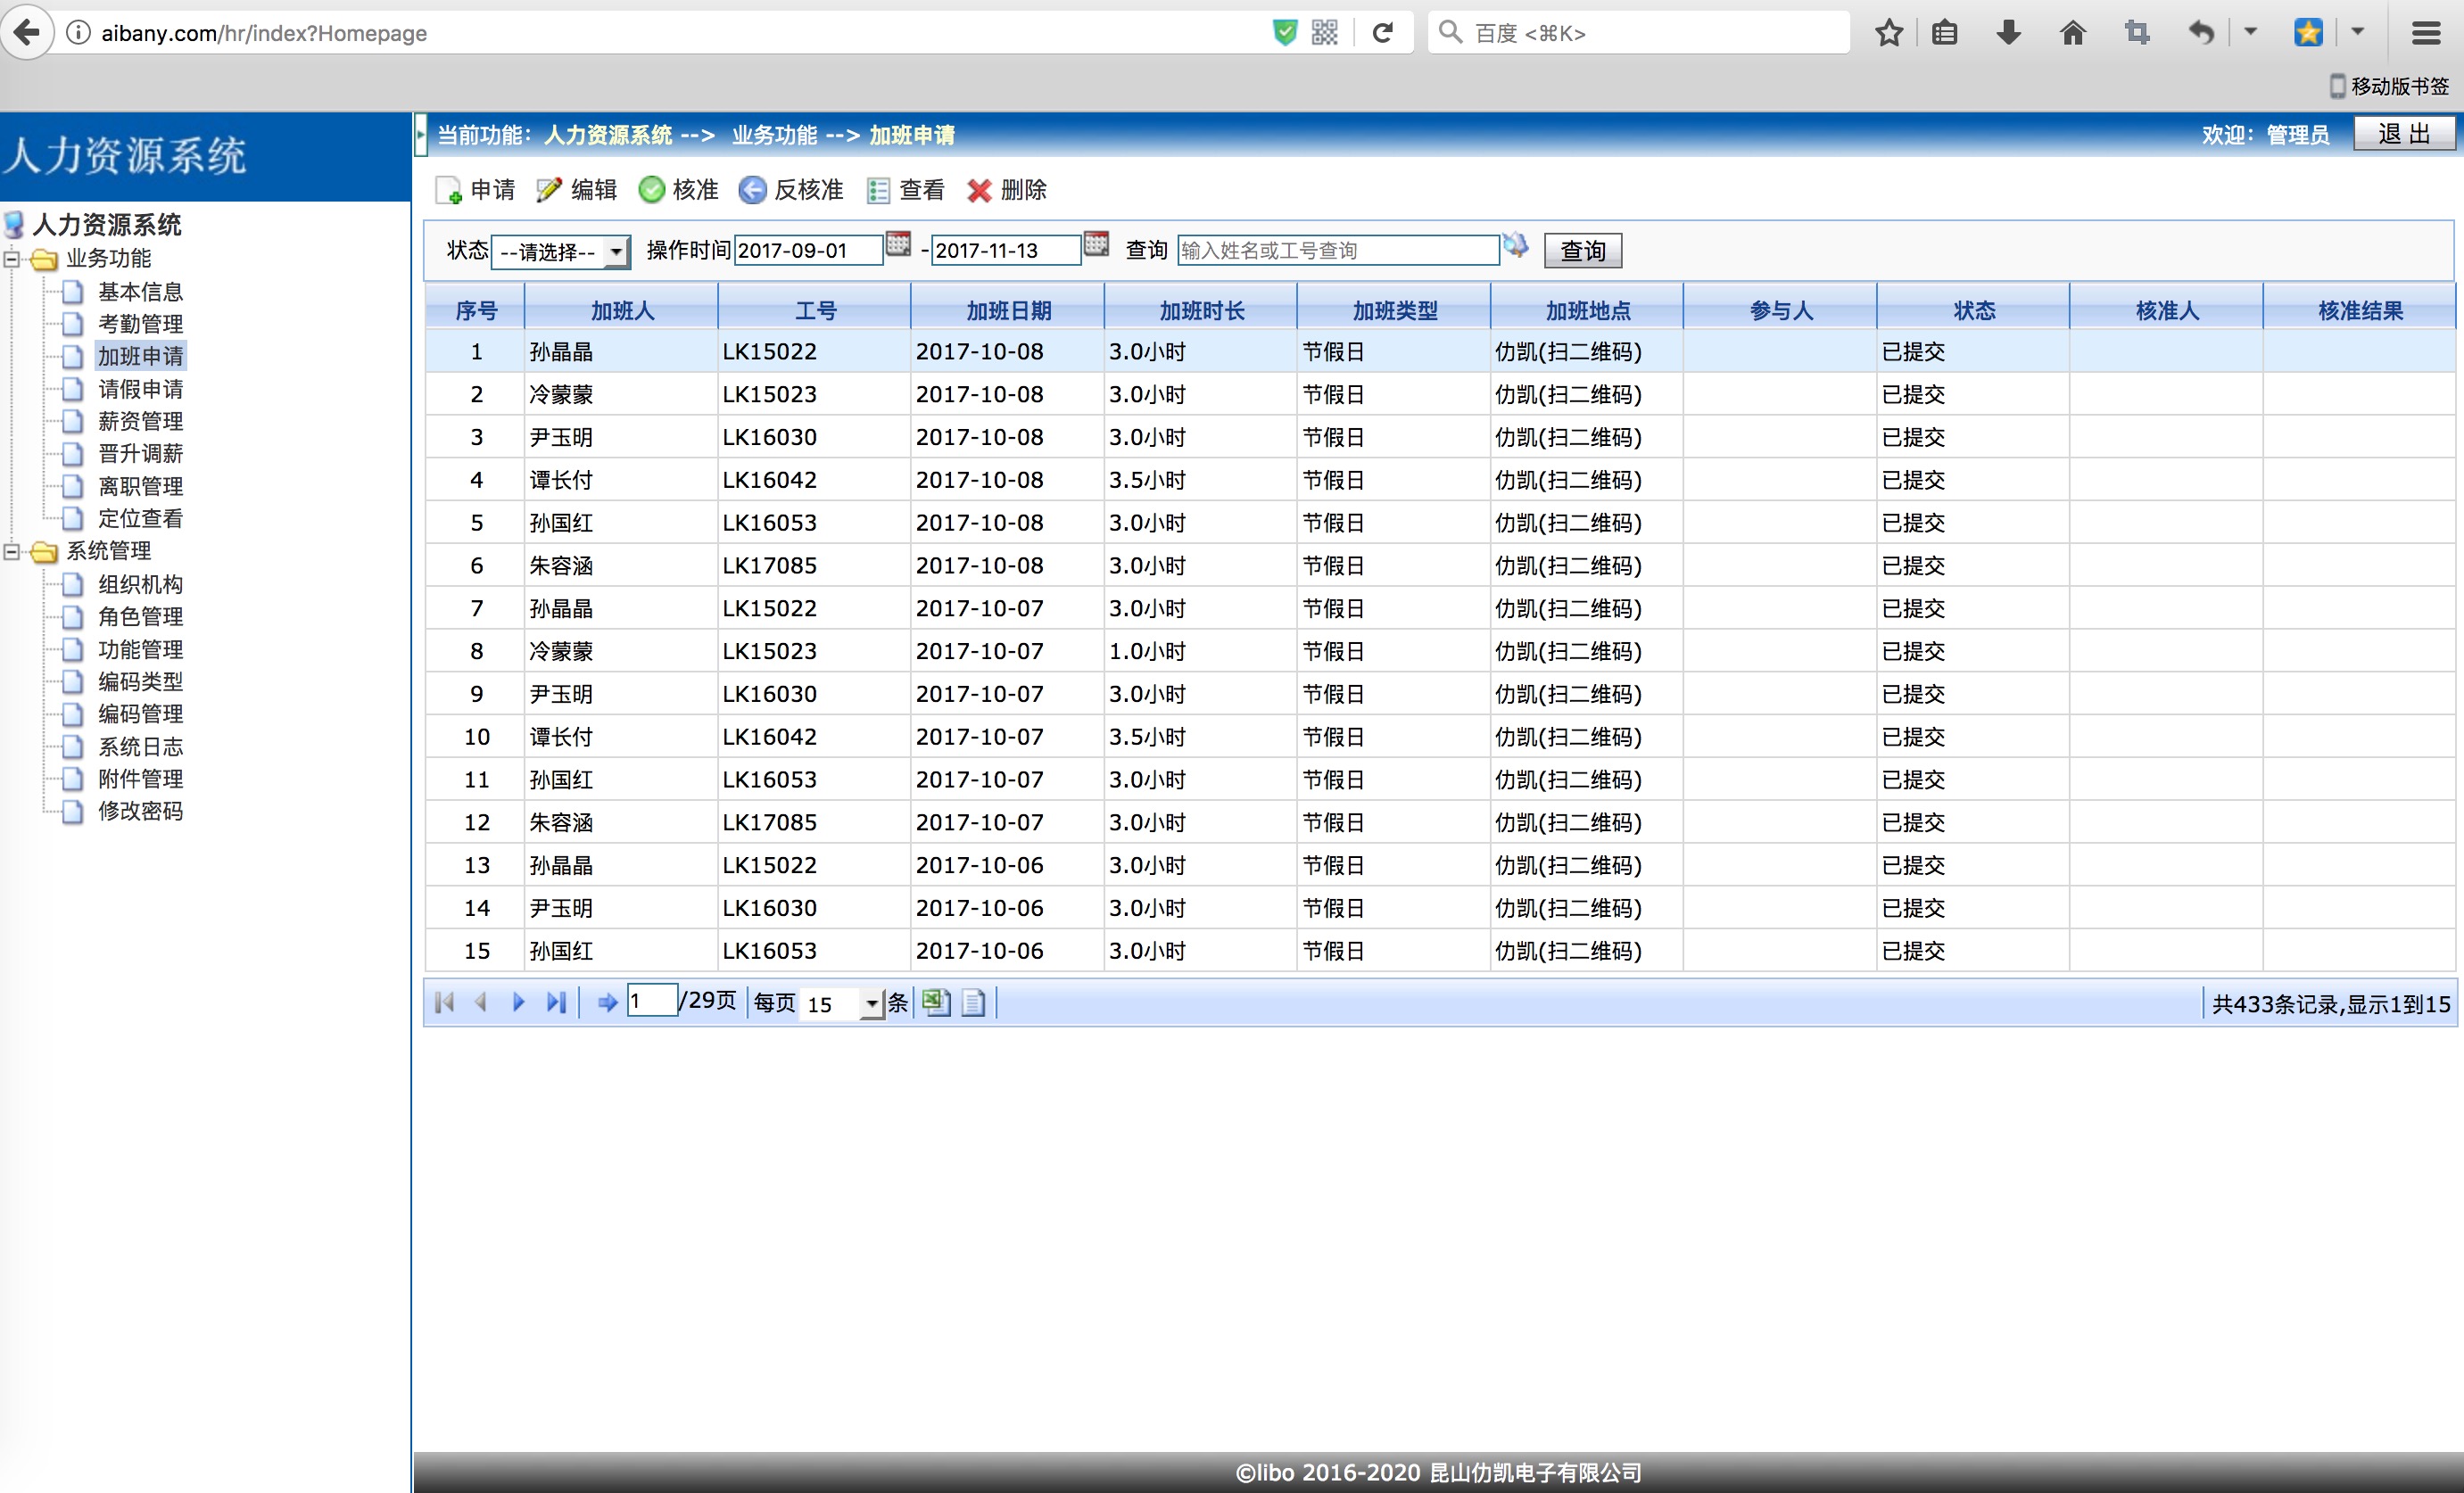 aibany.com/hr/index?Homepage
百度 <⌘K>
移动版书签
人力资源系统
当前功能：人力资源系统 --> 业务功能 --> 加班申请
欢迎：管理员 退 出
申请 编辑 核准 反核准 查看 删除
状态 --请选择-- 操作时间 2017-09-01 - 2017-11-13 查询 输入姓名或工号查询 查询
人力资源系统
业务功能
基本信息
考勤管理
加班申请
请假申请
薪资管理
晋升调薪
离职管理
定位查看
系统管理
组织机构
角色管理
功能管理
编码类型
编码管理
系统日志
附件管理
修改密码
序号 加班人 工号 加班日期 加班时长 加班类型 加班地点 参与人 状态 核准人 核准结果
1 孙晶晶 LK15022 2017-10-08 3.0小时 节假日 仂凯(扫二维码) 已提交
2 冷蒙蒙 LK15023 2017-10-08 3.0小时 节假日 仂凯(扫二维码) 已提交
3 尹玉明 LK16030 2017-10-08 3.0小时 节假日 仂凯(扫二维码) 已提交
4 谭长付 LK16042 2017-10-08 3.5小时 节假日 仂凯(扫二维码) 已提交
5 孙国红 LK16053 2017-10-08 3.0小时 节假日 仂凯(扫二维码) 已提交
6 朱容涵 LK17085 2017-10-08 3.0小时 节假日 仂凯(扫二维码) 已提交
7 孙晶晶 LK15022 2017-10-07 3.0小时 节假日 仂凯(扫二维码) 已提交
8 冷蒙蒙 LK15023 2017-10-07 1.0小时 节假日 仂凯(扫二维码) 已提交
9 尹玉明 LK16030 2017-10-07 3.0小时 节假日 仂凯(扫二维码) 已提交
10 谭长付 LK16042 2017-10-07 3.5小时 节假日 仂凯(扫二维码) 已提交
11 孙国红 LK16053 2017-10-07 3.0小时 节假日 仂凯(扫二维码) 已提交
12 朱容涵 LK17085 2017-10-07 3.0小时 节假日 仂凯(扫二维码) 已提交
13 孙晶晶 LK15022 2017-10-06 3.0小时 节假日 仂凯(扫二维码) 已提交
14 尹玉明 LK16030 2017-10-06 3.0小时 节假日 仂凯(扫二维码) 已提交
15 孙国红 LK16053 2017-10-06 3.0小时 节假日 仂凯(扫二维码) 已提交
1 /29页 每页 15 条 共433条记录,显示1到15
©libo 2016-2020 昆山仂凯电子有限公司